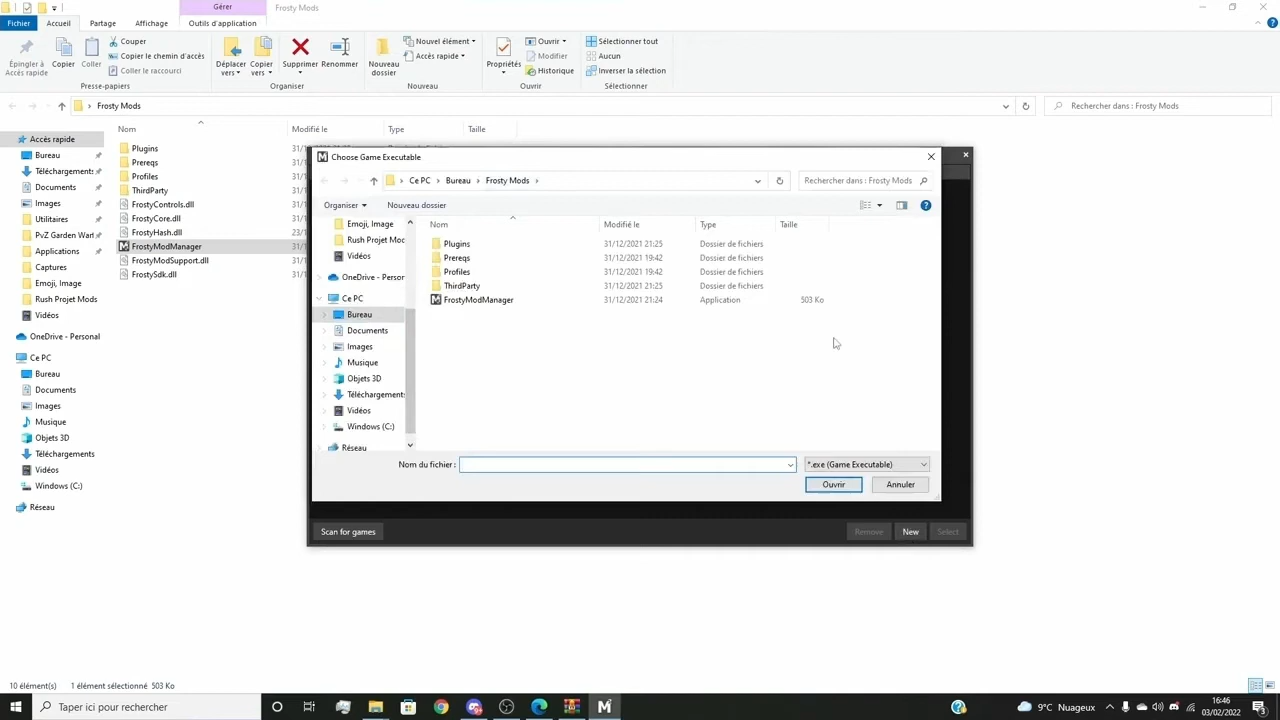 Gérer
Frosty Mods
Fichier
Accueil
Partage
Affichage
Outils d'application
Épingler à
Accès rapide
Copier
Coller
Couper
Copier le chemin d'accès
Coller le raccourci
Presse-papiers
Déplacer
vers
Copier
vers
Supprimer
Renommer
Organiser
Nouveau
dossier
Nouvel élément
Accès rapide
Nouveau
Propriétés
Ouvrir
Modifier
Historique
Ouvrir
Sélectionner tout
Aucun
Inverser la sélection
Sélectionner
Frosty Mods
Rechercher dans : Frosty Mods
Accès rapide
Bureau
Téléchargements
Documents
Images
Utilitaires
PvZ Garden Warf
Applications
Captures
Emoji, Image
Rush Projet Mods
Vidéos
OneDrive - Personal
Ce PC
Bureau
Documents
Images
Musique
Objets 3D
Téléchargements
Vidéos
Windows (C:)
Réseau
Nom
Modifié le
Type
Taille
Plugins
Prereqs
Profiles
ThirdParty
FrostyControls.dll
FrostyCore.dll
FrostyHash.dll
FrostyModManager
FrostyModSupport.dll
FrostySdk.dll
Choose Game Executable
Ce PC
Bureau
Frosty Mods
Rechercher dans : Frosty Mods
Organiser
Nouveau dossier
Emoji, Image
Rush Projet Mod
Vidéos
OneDrive - Person
Ce PC
Bureau
Documents
Images
Musique
Objets 3D
Téléchargements
Vidéos
Windows (C:)
Réseau
Nom
Modifié le
Type
Taille
Plugins 31/12/2021 21:25 Dossier de fichiers
Prereqs 31/12/2021 19:42 Dossier de fichiers
Profiles 31/12/2021 19:42 Dossier de fichiers
ThirdParty 31/12/2021 21:25 Dossier de fichiers
FrostyModManager 31/12/2021 21:24 Application 503 Ko
Nom du fichier :
*.exe (Game Executable)
Ouvrir
Annuler
Scan for games
Remove
New
Select
10 élément(s)
1 élément sélectionné 503 Ko
Taper ici pour rechercher
9°C Nuageux
16:46
03/02/2022
3